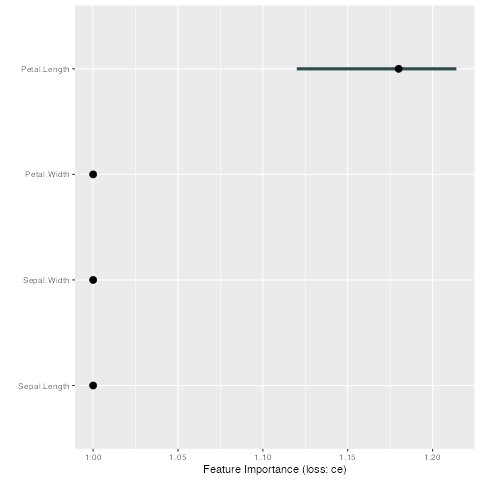 Petal.Length
Petal.Width
Sepal.Width
Sepal.Length
1.00 1.05 1.10 1.15 1.20
Feature Importance (loss: ce)